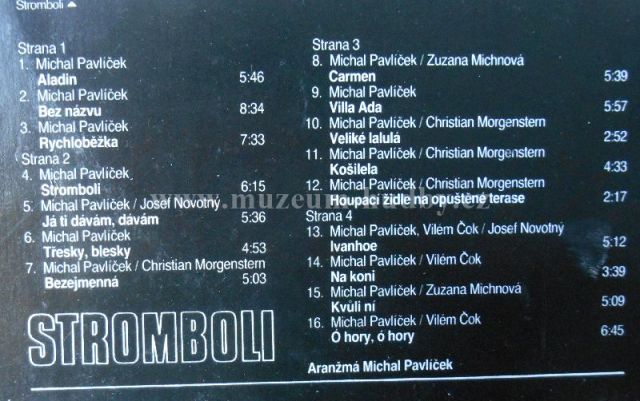 Stromboli ▲
Strana 1
1. Michal Pavlíček
Aladin 5:46
2. Michal Pavlíček
Bez názvu 8:34
3. Michal Pavlíček
Rychloběžka 7:33
Strana 2
4. Michal Pavlíček
Stromboli 6:15
5. Michal Pavlíček / Josef Novotný
Já ti dávám, dávám 5:36
6. Michal Pavlíček
Třesky, blesky 4:53
7. Michal Pavlíček / Christian Morgenstern
Bezejmenná 5:03
STROMBOLI
Strana 3
8. Michal Pavlíček / Zuzana Michnová
Carmen 5:39
9. Michal Pavlíček
Villa Ada 5:57
10. Michal Pavlíček / Christian Morgenstern
Veliké lalulá 2:52
11. Michal Pavlíček / Christian Morgenstern
Košilela 4:33
12. Michal Pavlíček / Christian Morgenstern
Houpací židle na opuštěné terase 2:17
Strana 4
13. Michal Pavlíček, Vilém Čok / Josef Novotný
Ivanhoe 5:12
14. Michal Pavlíček / Vilém Čok
Na koni 3:39
15. Michal Pavlíček / Zuzana Michnová
Kvůli ní 5:09
16. Michal Pavlíček / Vilém Čok
Ó hory, ó hory 6:45
Aranžmá Michal Pavlíček
www.muzeumhudby.cz